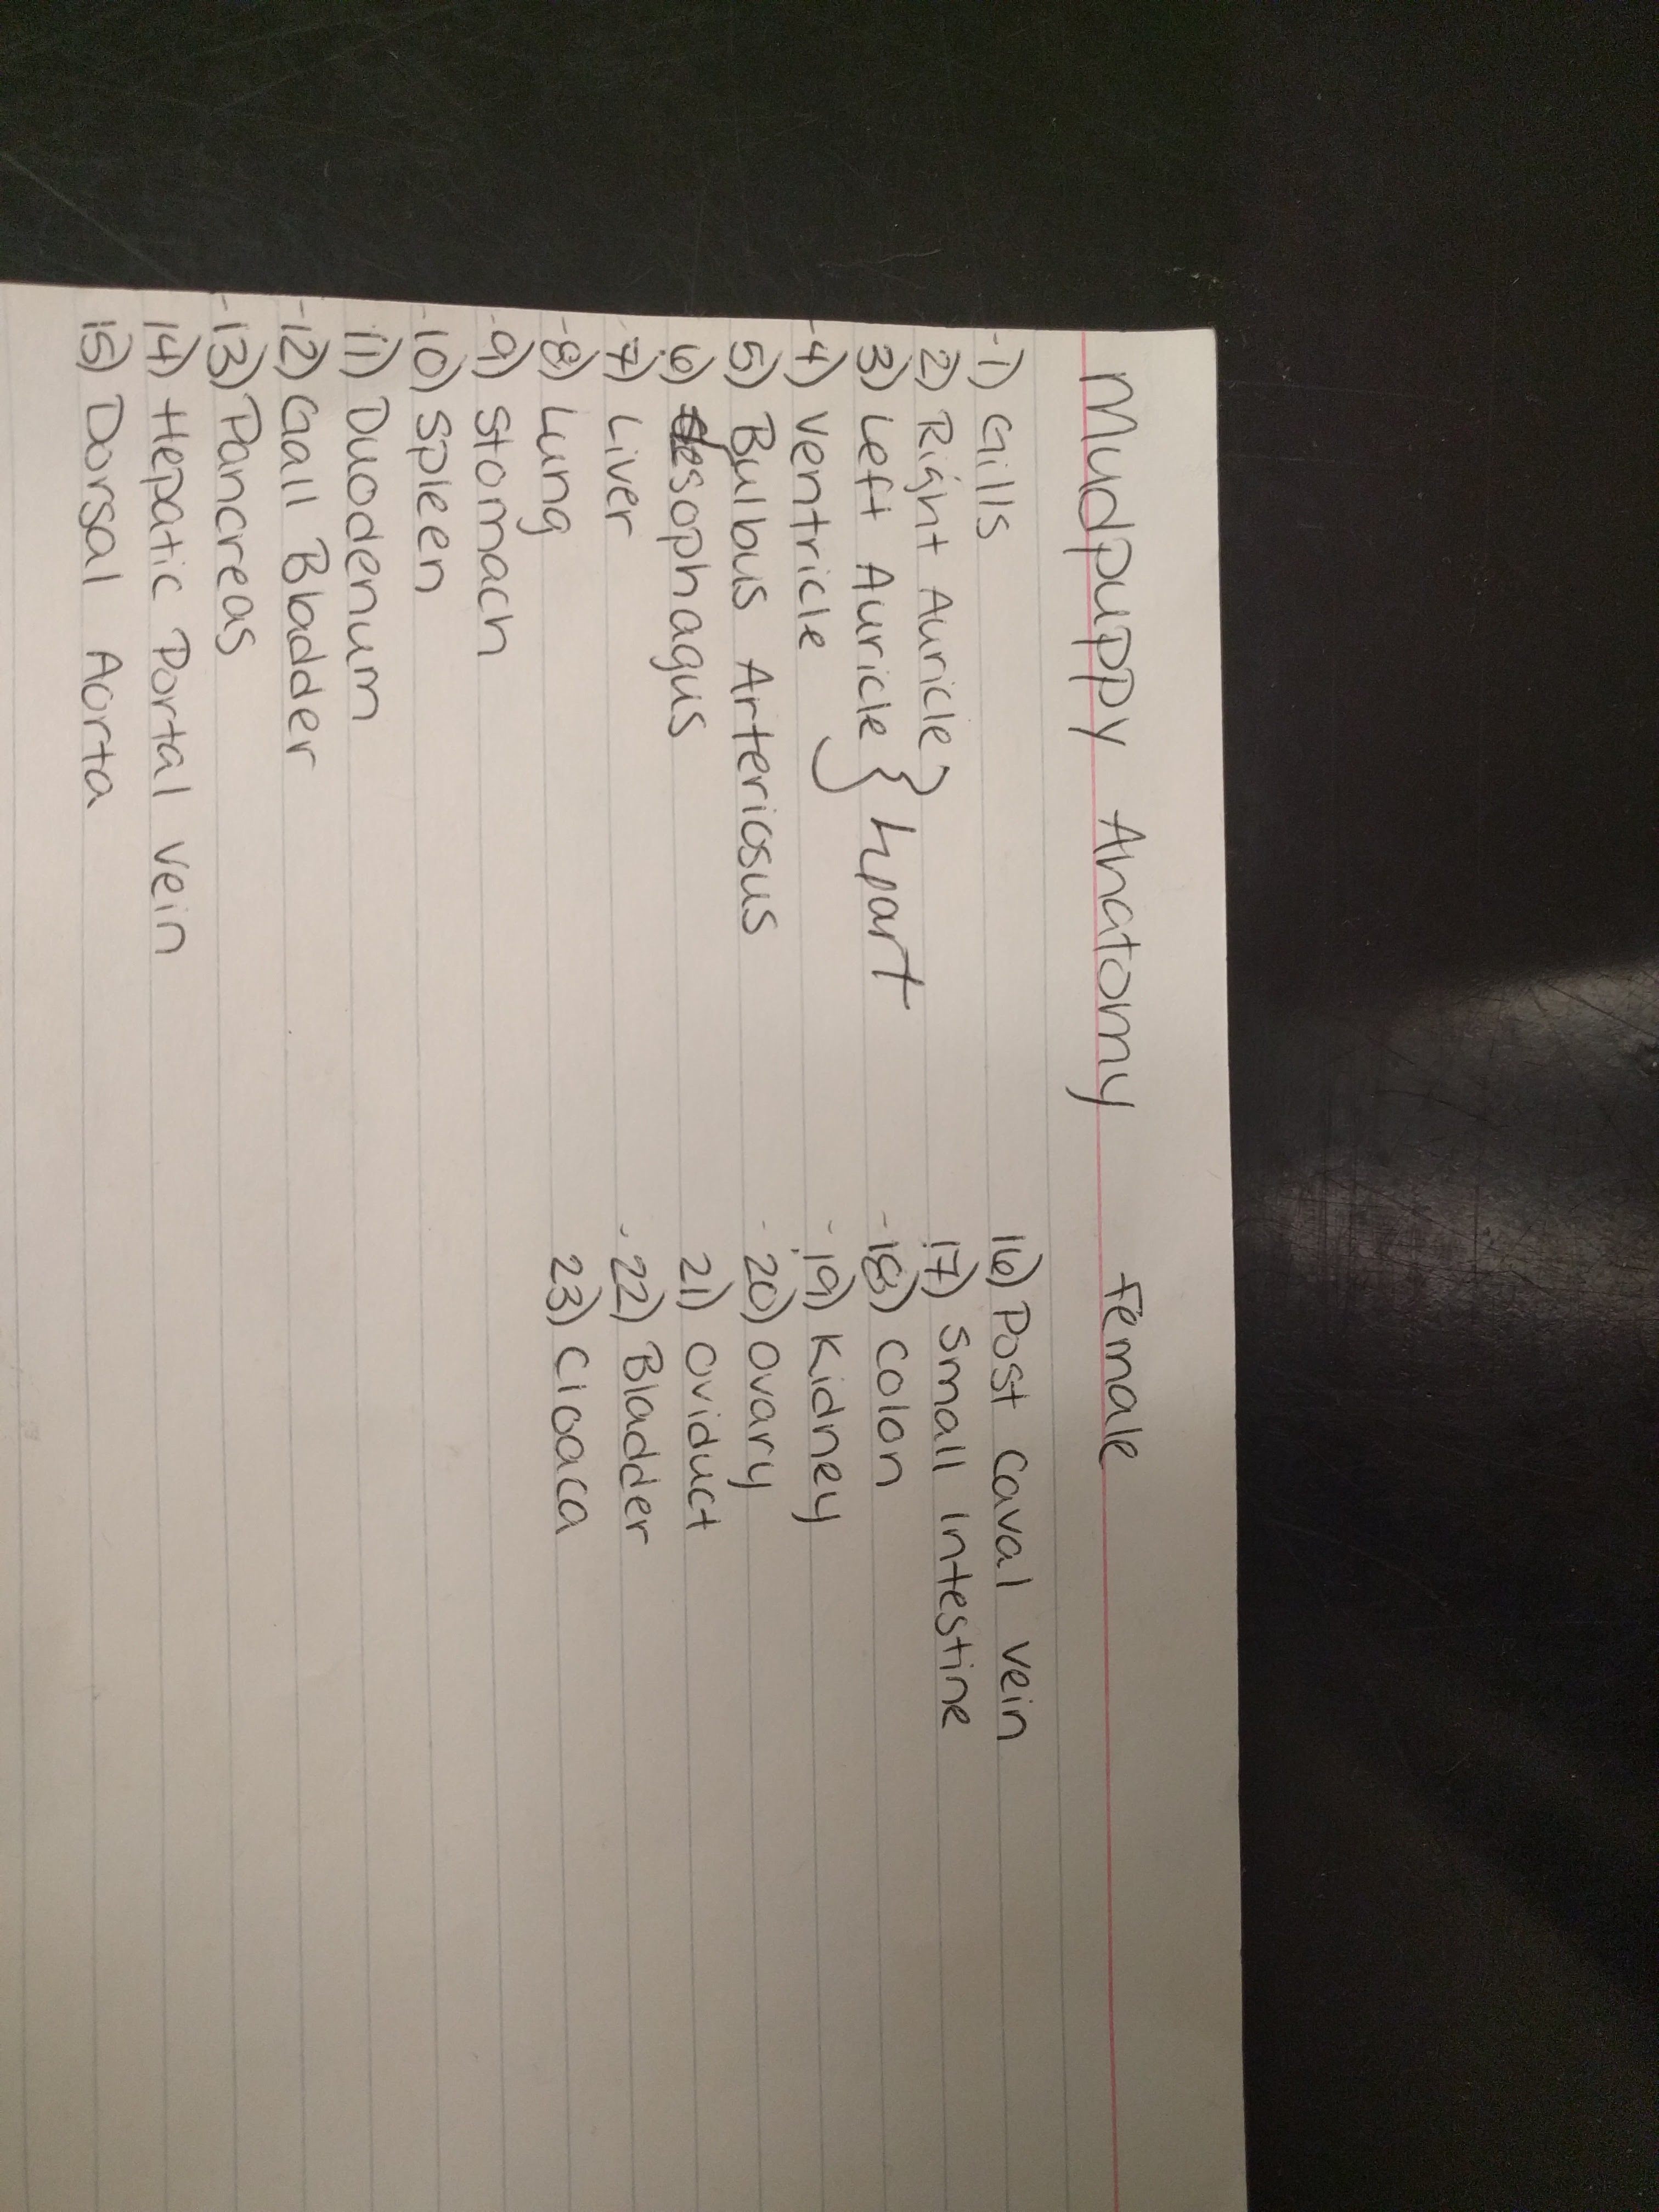 Mudpuppy Anatomy female
-1) Gills
2) Right Auricle
3) Left Auricle } heart
-4) Ventricle
5) Bulbus Arteriosus
6) esophagus
-7) Liver
-8) Lung
-9) Stomach
-10) Spleen
11) Duodenum
-12) Gall Bladder
-13) Pancreas
14) Hepatic Portal Vein
15) Dorsal Aorta
16) Post Caval Vein
17) Small Intestine
-18) Colon
-19) Kidney
-20) Ovary
21) Oviduct
-22) Bladder
23) Cloaca